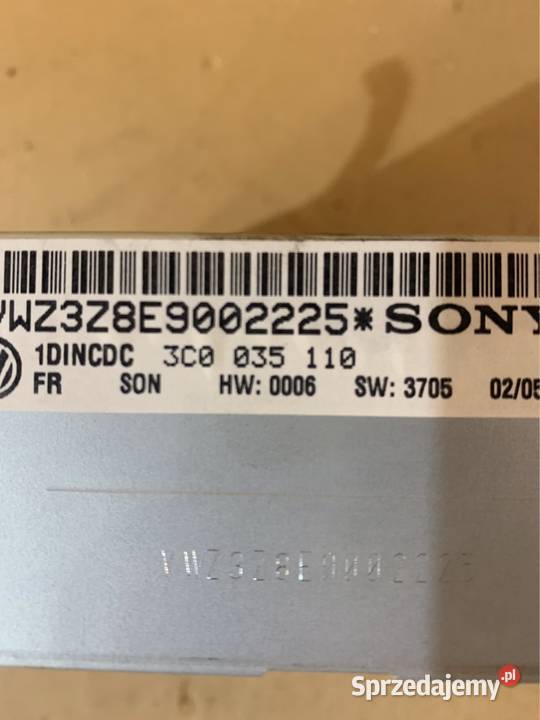 VWZ3Z8E9002225* SONY
1DINCDC 3C0 035 110
FR SON HW: 0006 SW: 3705 02/05
VWZ3Z8E9002225
Sprzedajemy.pl